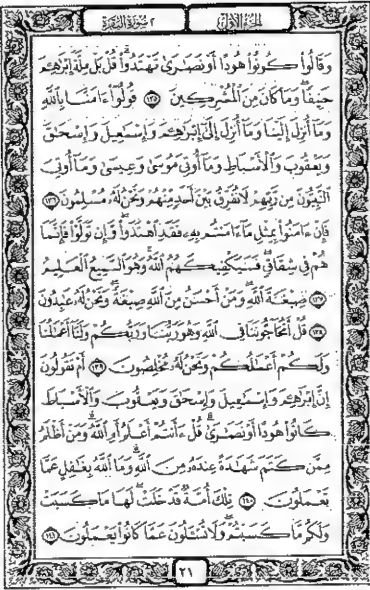 الجزء الأول
٢ سورة البقرة
وَقَالُوا۟ كُونُوا۟ هُودًا أَوْ نَصَـٰرَىٰ تَهْتَدُوا۟ قُلْ بَلْ مِلَّةَ إِبْرَٰهِـۧمَ
حَنِيفًا وَمَا كَانَ مِنَ ٱلْمُشْرِكِينَ ١٣٥ قُولُوٓا۟ ءَامَنَّا بِٱللَّهِ
وَمَآ أُنزِلَ إِلَيْنَا وَمَآ أُنزِلَ إِلَىٰٓ إِبْرَٰهِـۧمَ وَإِسْمَـٰعِيلَ وَإِسْحَـٰقَ
وَيَعْقُوبَ وَٱلْأَسْبَاطِ وَمَآ أُوتِىَ مُوسَىٰ وَعِيسَىٰ وَمَآ أُوتِىَ
ٱلنَّبِيُّونَ مِن رَّبِّهِمْ لَا نُفَرِّقُ بَيْنَ أَحَدٍ مِّنْهُمْ وَنَحْنُ لَهُۥ مُسْلِمُونَ ١٣٦
فَإِنْ ءَامَنُوا۟ بِمِثْلِ مَآ ءَامَنتُم بِهِۦ فَقَدِ ٱهْتَدَوا۟ وَّإِن تَوَلَّوْا۟ فَإِنَّمَا
هُمْ فِى شِقَاقٍ فَسَيَكْفِيكَهُمُ ٱللَّهُ وَهُوَ ٱلسَّمِيعُ ٱلْعَلِيمُ
١٣٧ صِبْغَةَ ٱللَّهِ وَمَنْ أَحْسَنُ مِنَ ٱللَّهِ صِبْغَةً وَنَحْنُ لَهُۥ عَـٰبِدُونَ
١٣٨ قُلْ أَتُحَآجُّونَنَا فِى ٱللَّهِ وَهُوَ رَبُّنَا وَرَبُّكُمْ وَلَنَآ أَعْمَـٰلُنَا
وَلَكُمْ أَعْمَـٰلُكُمْ وَنَحْنُ لَهُۥ مُخْلِصُونَ ١٣٩ أَمْ تَقُولُونَ
إِنَّ إِبْرَٰهِـۧمَ وَإِسْمَـٰعِيلَ وَإِسْحَـٰقَ وَيَعْقُوبَ وَٱلْأَسْبَاطَ
كَانُوا۟ هُودًا أَوْ نَصَـٰرَىٰ قُلْ ءَأَنتُمْ أَعْلَمُ أَمِ ٱللَّهُ وَمَنْ أَظْلَمُ
مِمَّن كَتَمَ شَهَـٰدَةً عِندَهُۥ مِنَ ٱللَّهِ وَمَا ٱللَّهُ بِغَـٰفِلٍ عَمَّا
تَعْمَلُونَ ١٤٠ تِلْكَ أُمَّةٌ قَدْ خَلَتْ لَهَا مَا كَسَبَتْ
وَلَكُم مَّا كَسَبْتُمْ وَلَا تُسْـَٔلُونَ عَمَّا كَانُوا۟ يَعْمَلُونَ ١٤١
٢١